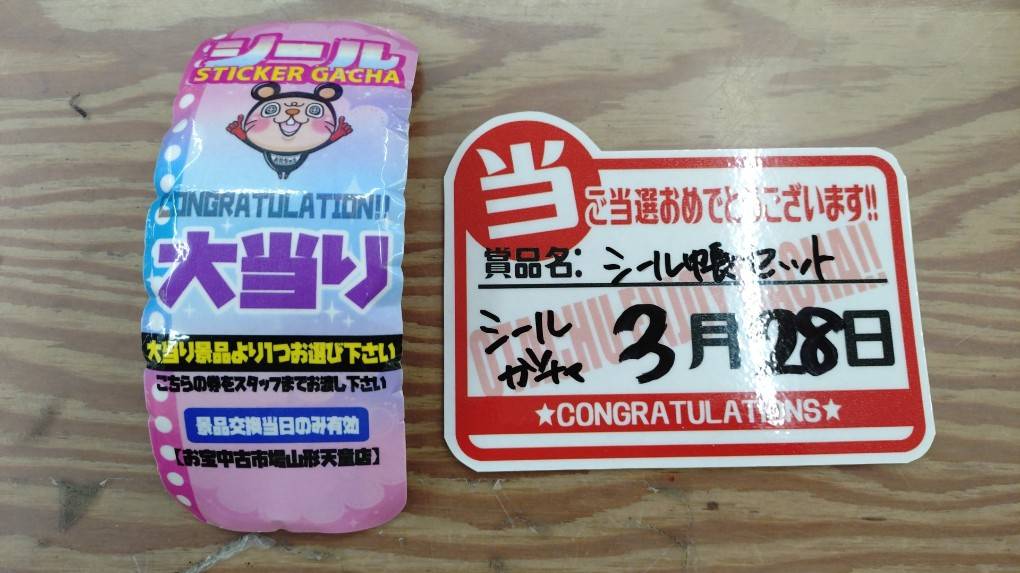 シール
STICKER GACHA
CONGRATULATION!!
大当り
大当り景品より1つお選び下さい
こちらの券をスタッフまでお渡し下さい
景品交換当日のみ有効
【お宝中古市場山形天童店】
当
ご当選おめでとうございます!!
賞品名: シール帳セット
シール
ガチャ
3月28日
★CONGRATULATIONS★